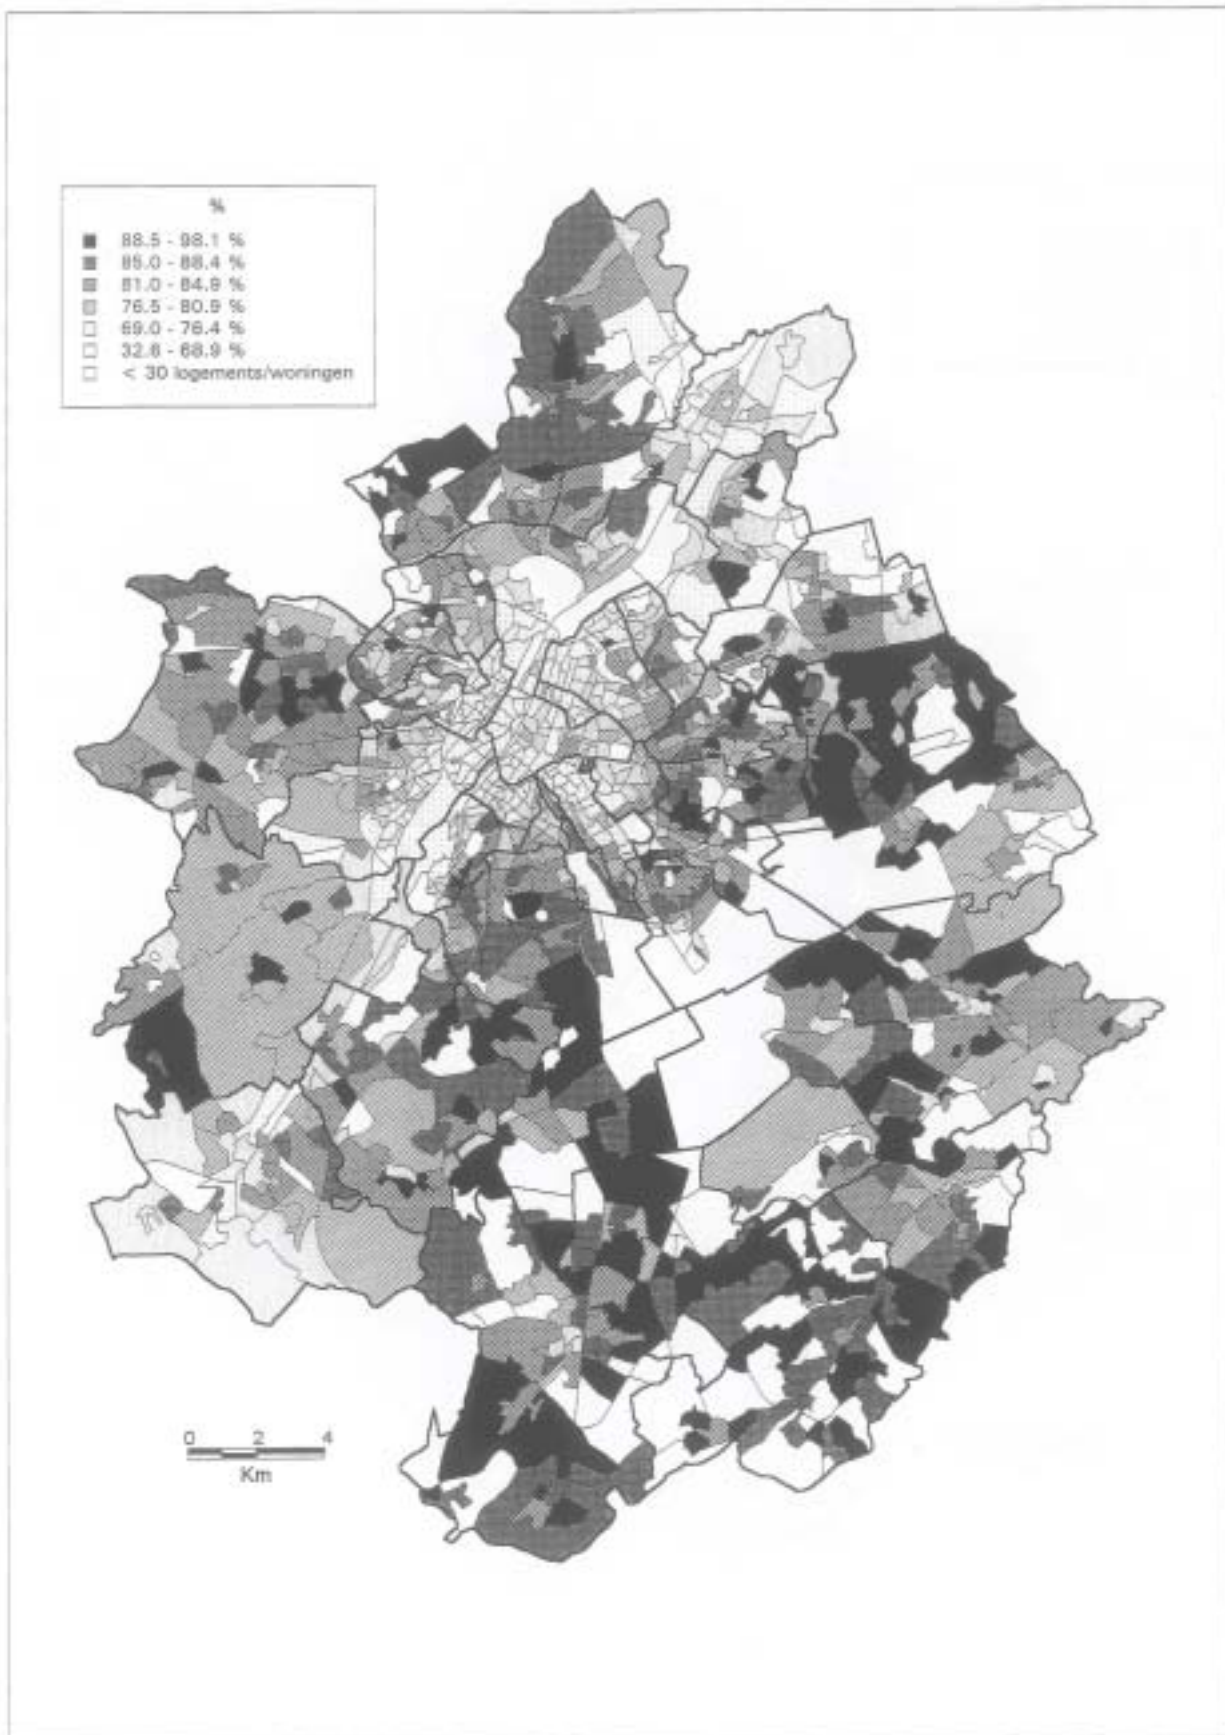 %
88.5 - 98.1 %
85.0 - 88.4 %
81.0 - 84.9 %
76.5 - 80.9 %
69.0 - 76.4 %
32.6 - 68.9 %
< 30 logements/woningen
0 2 4
Km